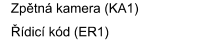 Zpětná kamera (KA1)
Řídicí kód (ER1)